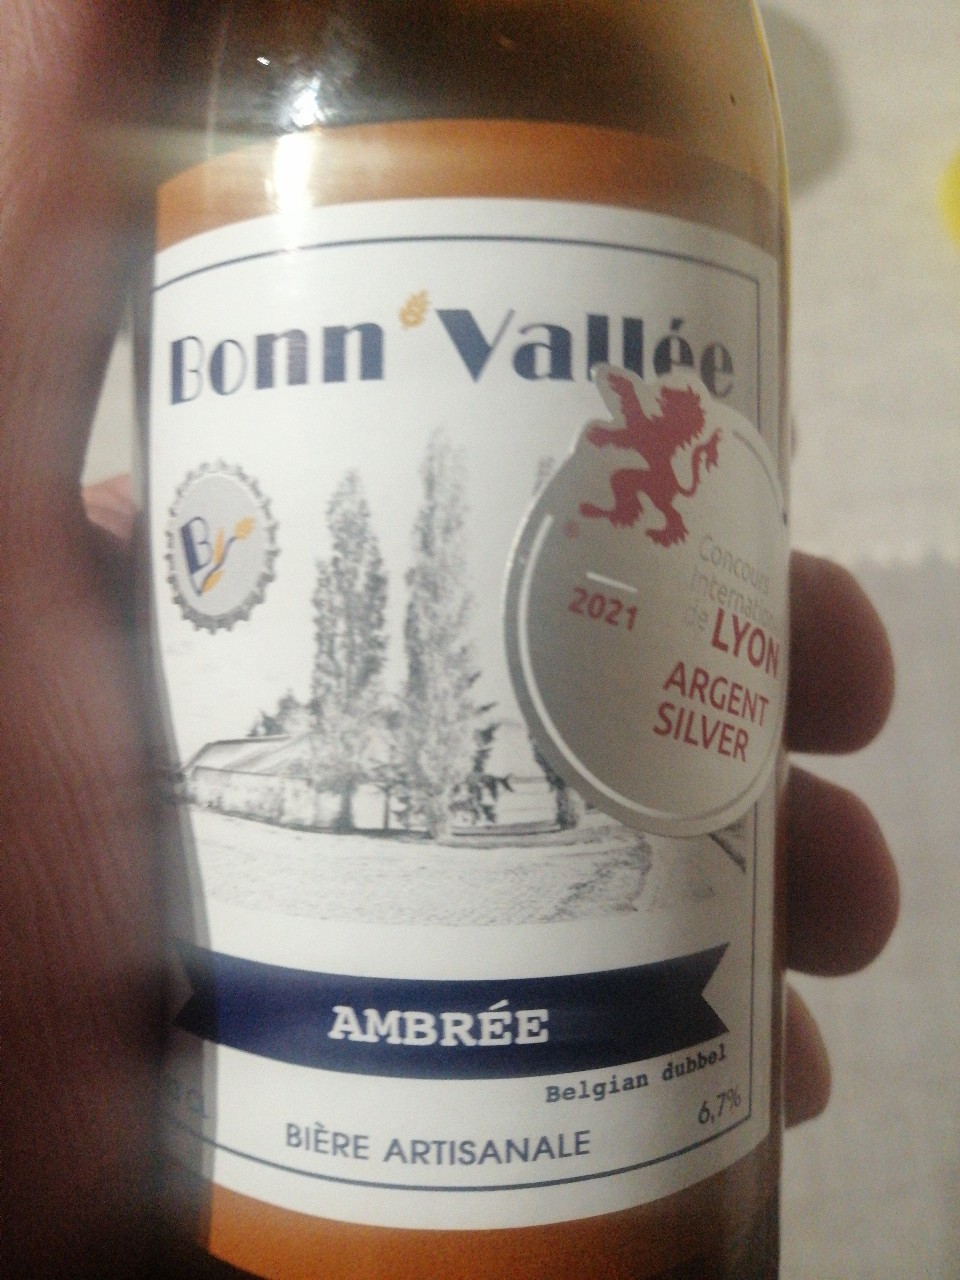 Bonn'Vallée
B
2021
Concours
International
de LYON
ARGENT
SILVER
AMBRÉE
Belgian dubbel
6,7%
BIÈRE ARTISANALE